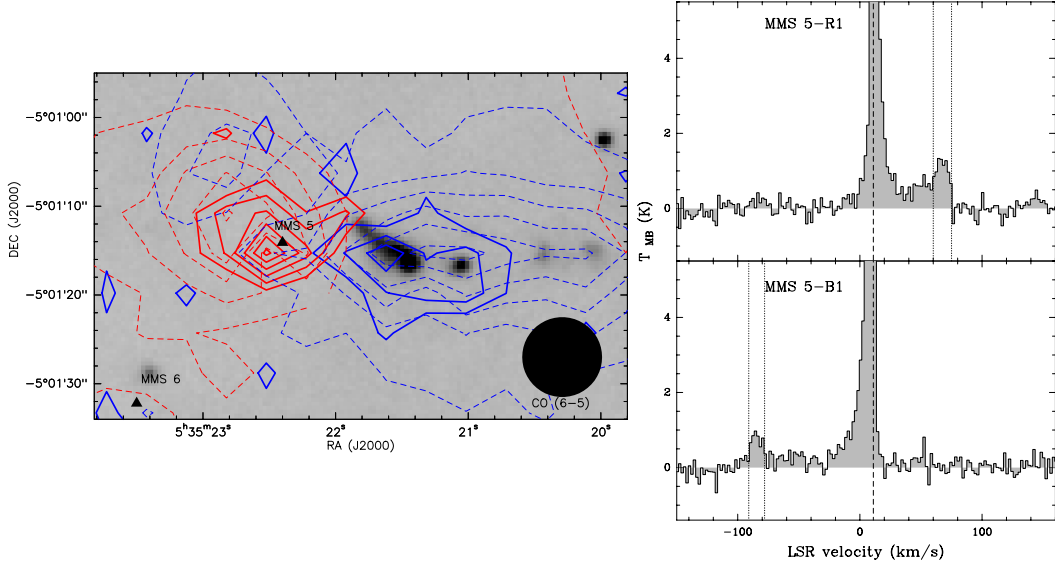 −5°01'00"
−5°01'10"
−5°01'20"
−5°01'30"
DEC (J2000)
MMS 5
MMS 6
CO (6−5)
5ʰ35ᵐ23ˢ
22ˢ
21ˢ
20ˢ
RA (J2000)
MMS 5−R1
4
2
0
T MB (K)
MMS 5−B1
4
2
0
−100
0
100
LSR velocity (km/s)